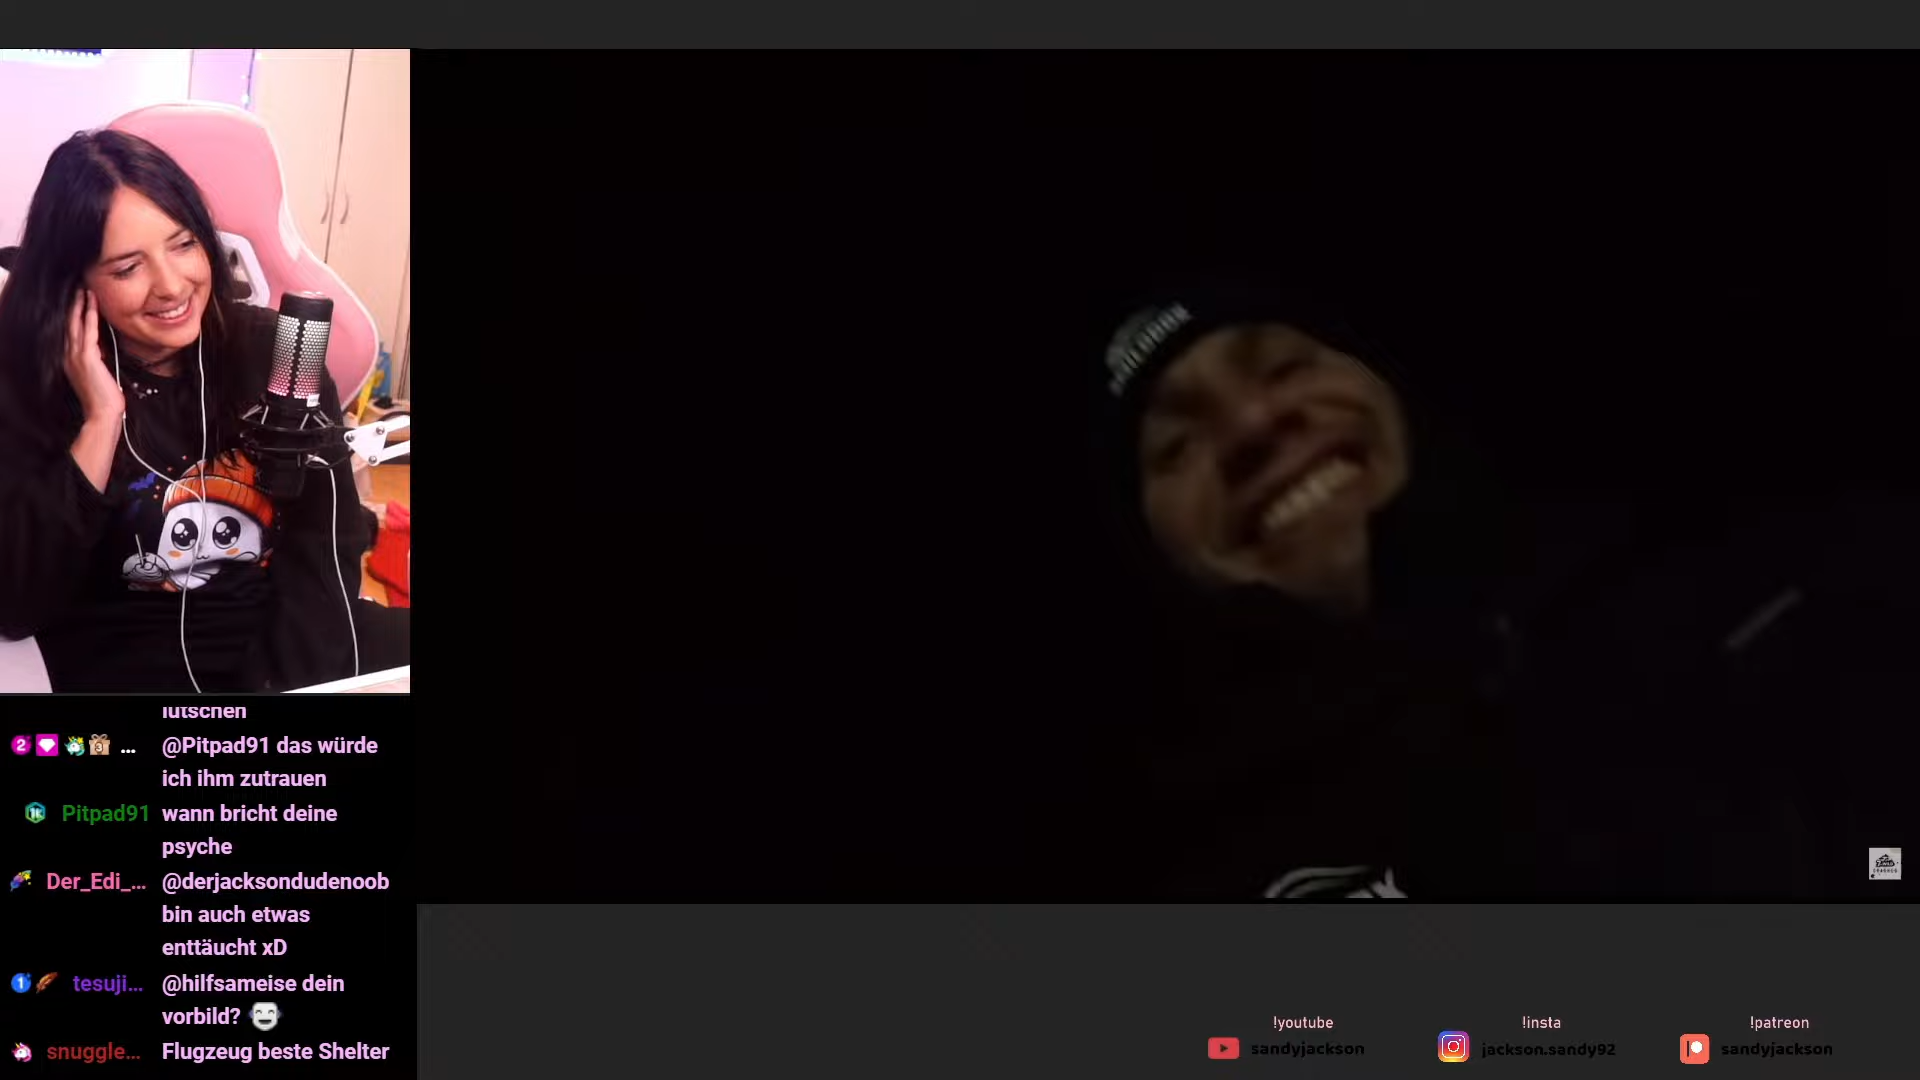 lutschen
@Pitpad91 das würde
ich ihm zutrauen
Pitpad91 wann bricht deine
psyche
Der_Edi_... @derjacksondudenoob
bin auch etwas
enttäucht xD
tesuji... @hilfsameise dein
vorbild?
snuggle... Flugzeug beste Shelter
!youtube
sandyjackson
!insta
jackson.sandy92
!patreon
sandyjackson